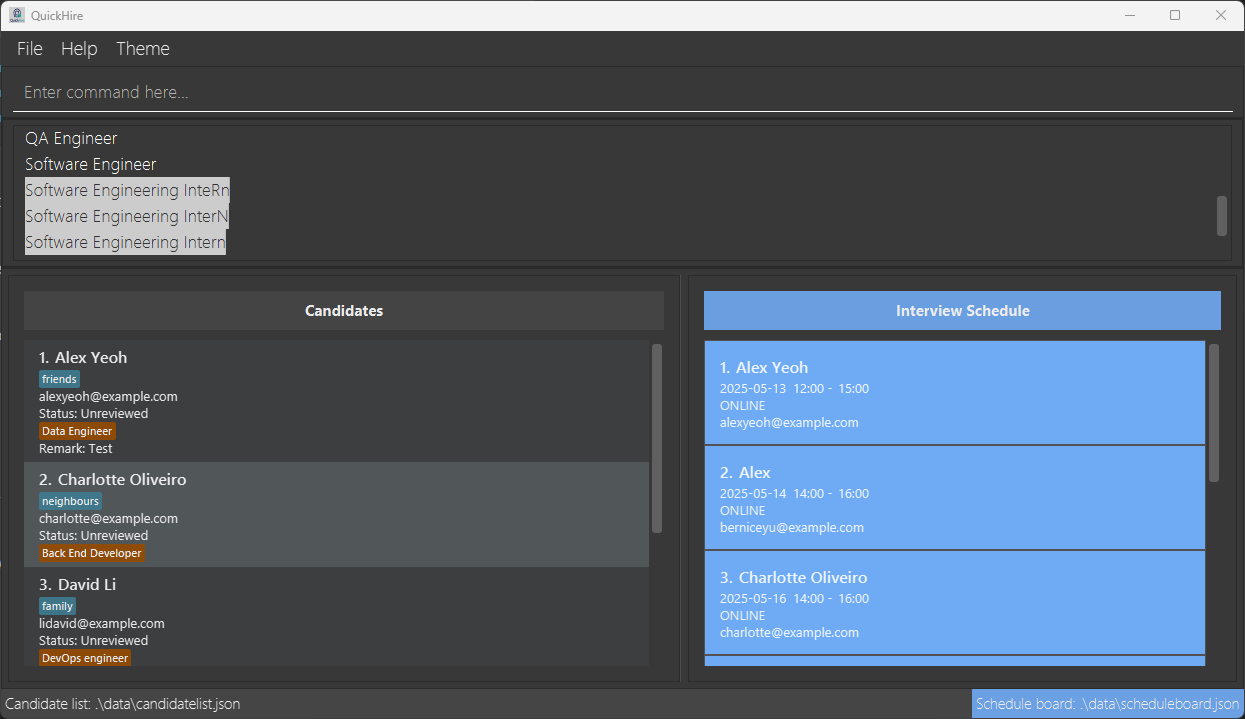 QuickHire
File Help Theme
Enter command here...
QA Engineer
Software Engineer
Software Engineering InteRn
Software Engineering InterN
Software Engineering Intern
Candidates
1. Alex Yeoh
friends
alexyeoh@example.com
Status: Unreviewed
Data Engineer
Remark: Test
2. Charlotte Oliveiro
neighbours
charlotte@example.com
Status: Unreviewed
Back End Developer
3. David Li
family
lidavid@example.com
Status: Unreviewed
DevOps engineer
Interview Schedule
1. Alex Yeoh
2025-05-13 12:00 - 15:00
ONLINE
alexyeoh@example.com
2. Alex
2025-05-14 14:00 - 16:00
ONLINE
berniceyu@example.com
3. Charlotte Oliveiro
2025-05-16 14:00 - 16:00
ONLINE
charlotte@example.com
Candidate list: .\data\candidatelist.json
Schedule board: .\data\scheduleboard.json